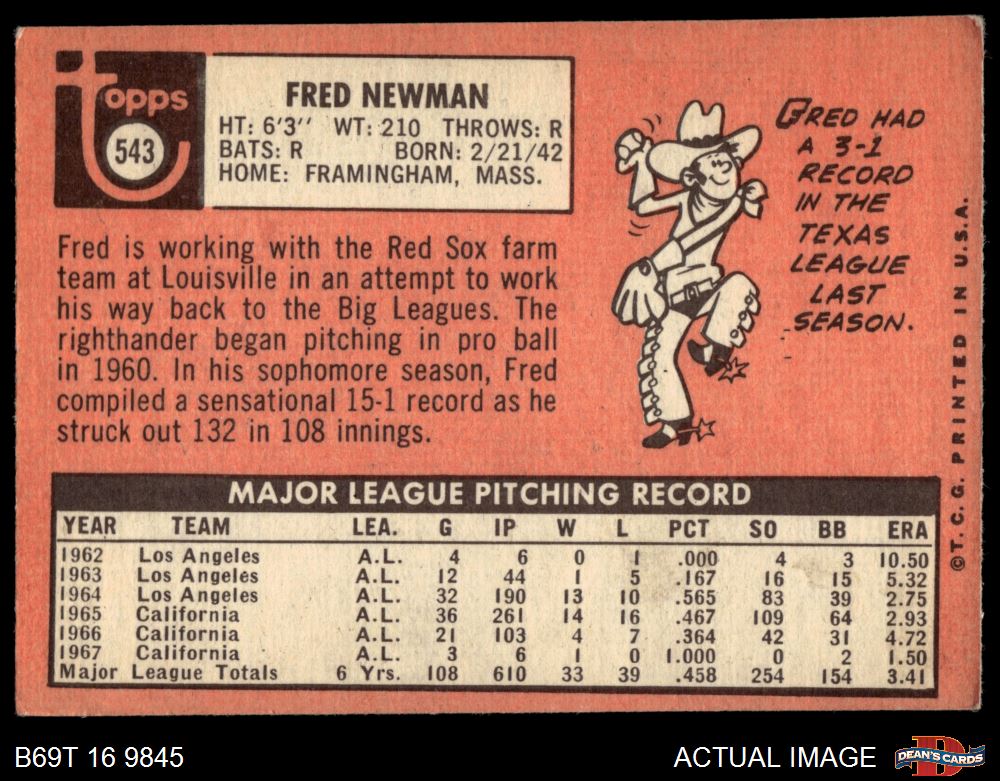 topps
543
FRED NEWMAN
HT: 6'3" WT: 210 THROWS: R
BATS: R BORN: 2/21/42
HOME: FRAMINGHAM, MASS.
Fred is working with the Red Sox farm
team at Louisville in an attempt to work
his way back to the Big Leagues. The
righthander began pitching in pro ball
in 1960. In his sophomore season, Fred
compiled a sensational 15-1 record as he
struck out 132 in 108 innings.
FRED HAD
A 3-1
RECORD
IN THE
TEXAS
LEAGUE
LAST
SEASON.
©T. C. G. PRINTED IN U.S.A.
MAJOR LEAGUE PITCHING RECORD
YEAR TEAM LEA. G IP W L PCT SO BB ERA
1962 Los Angeles A.L. 4 6 0 1 .000 4 3 10.50
1963 Los Angeles A.L. 12 44 1 5 .167 16 15 5.32
1964 Los Angeles A.L. 32 190 13 10 .565 83 39 2.75
1965 California A.L. 36 261 14 16 .467 109 64 2.93
1966 California A.L. 21 103 4 7 .364 42 31 4.72
1967 California A.L. 3 6 1 0 1.000 0 2 1.50
Major League Totals 6 Yrs. 108 610 33 39 .458 254 154 3.41
B69T 16 9845
ACTUAL IMAGE
D
DEAN'S CARDS